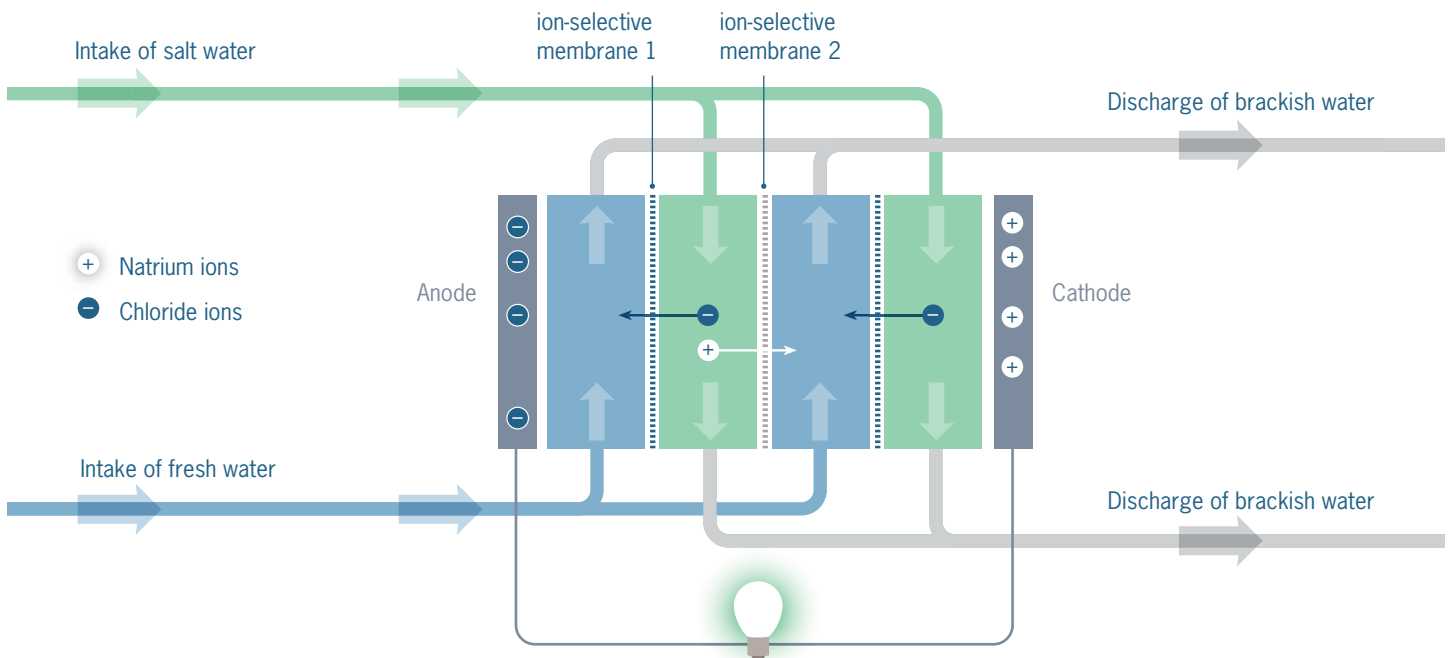 Intake of salt water
ion-selective
membrane 1
ion-selective
membrane 2
Discharge of brackish water
+ Natrium ions
− Chloride ions
Anode
− − − − −
− + −
+ + + +
Cathode
Intake of fresh water
Discharge of brackish water